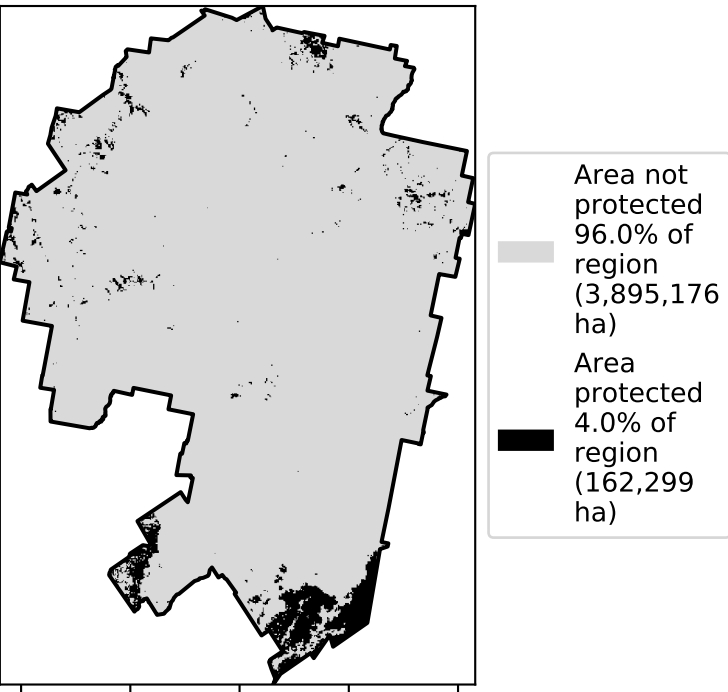 Area not
protected
96.0% of
region
(3,895,176
ha)
Area
protected
4.0% of
region
(162,299
ha)